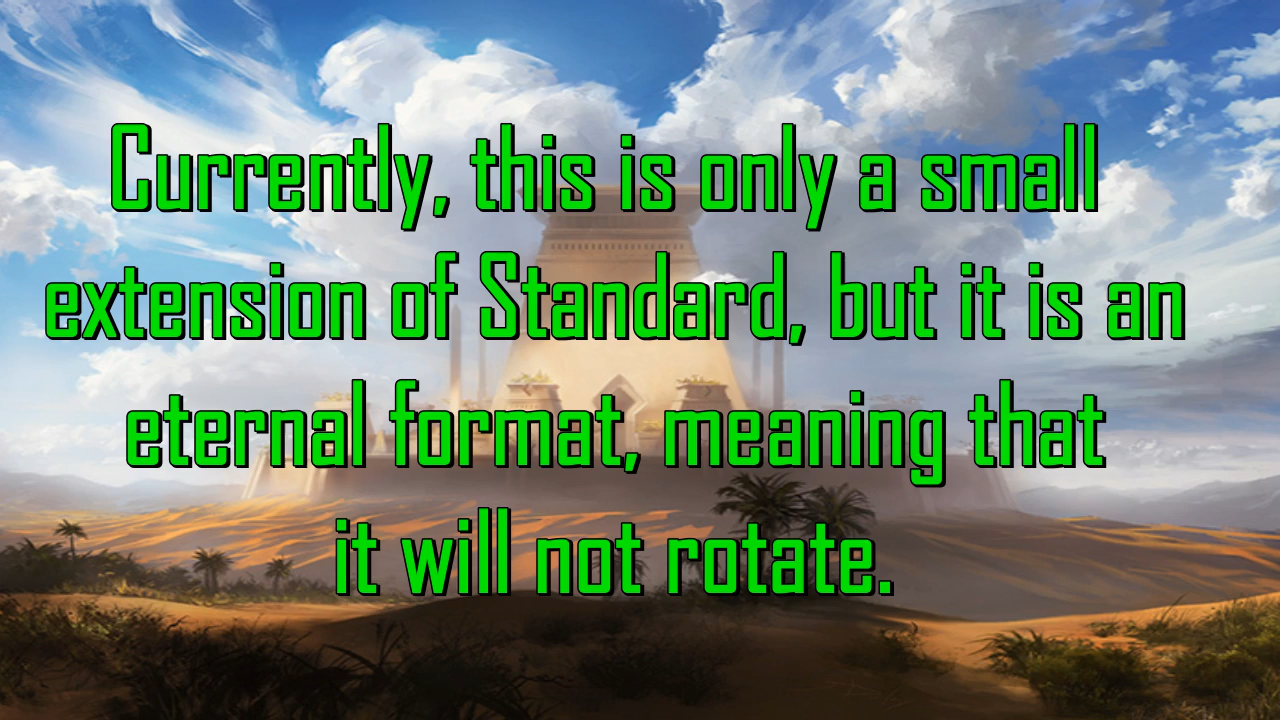 Currently, this is only a small
extension of Standard, but it is an
eternal format, meaning that
it will not rotate.